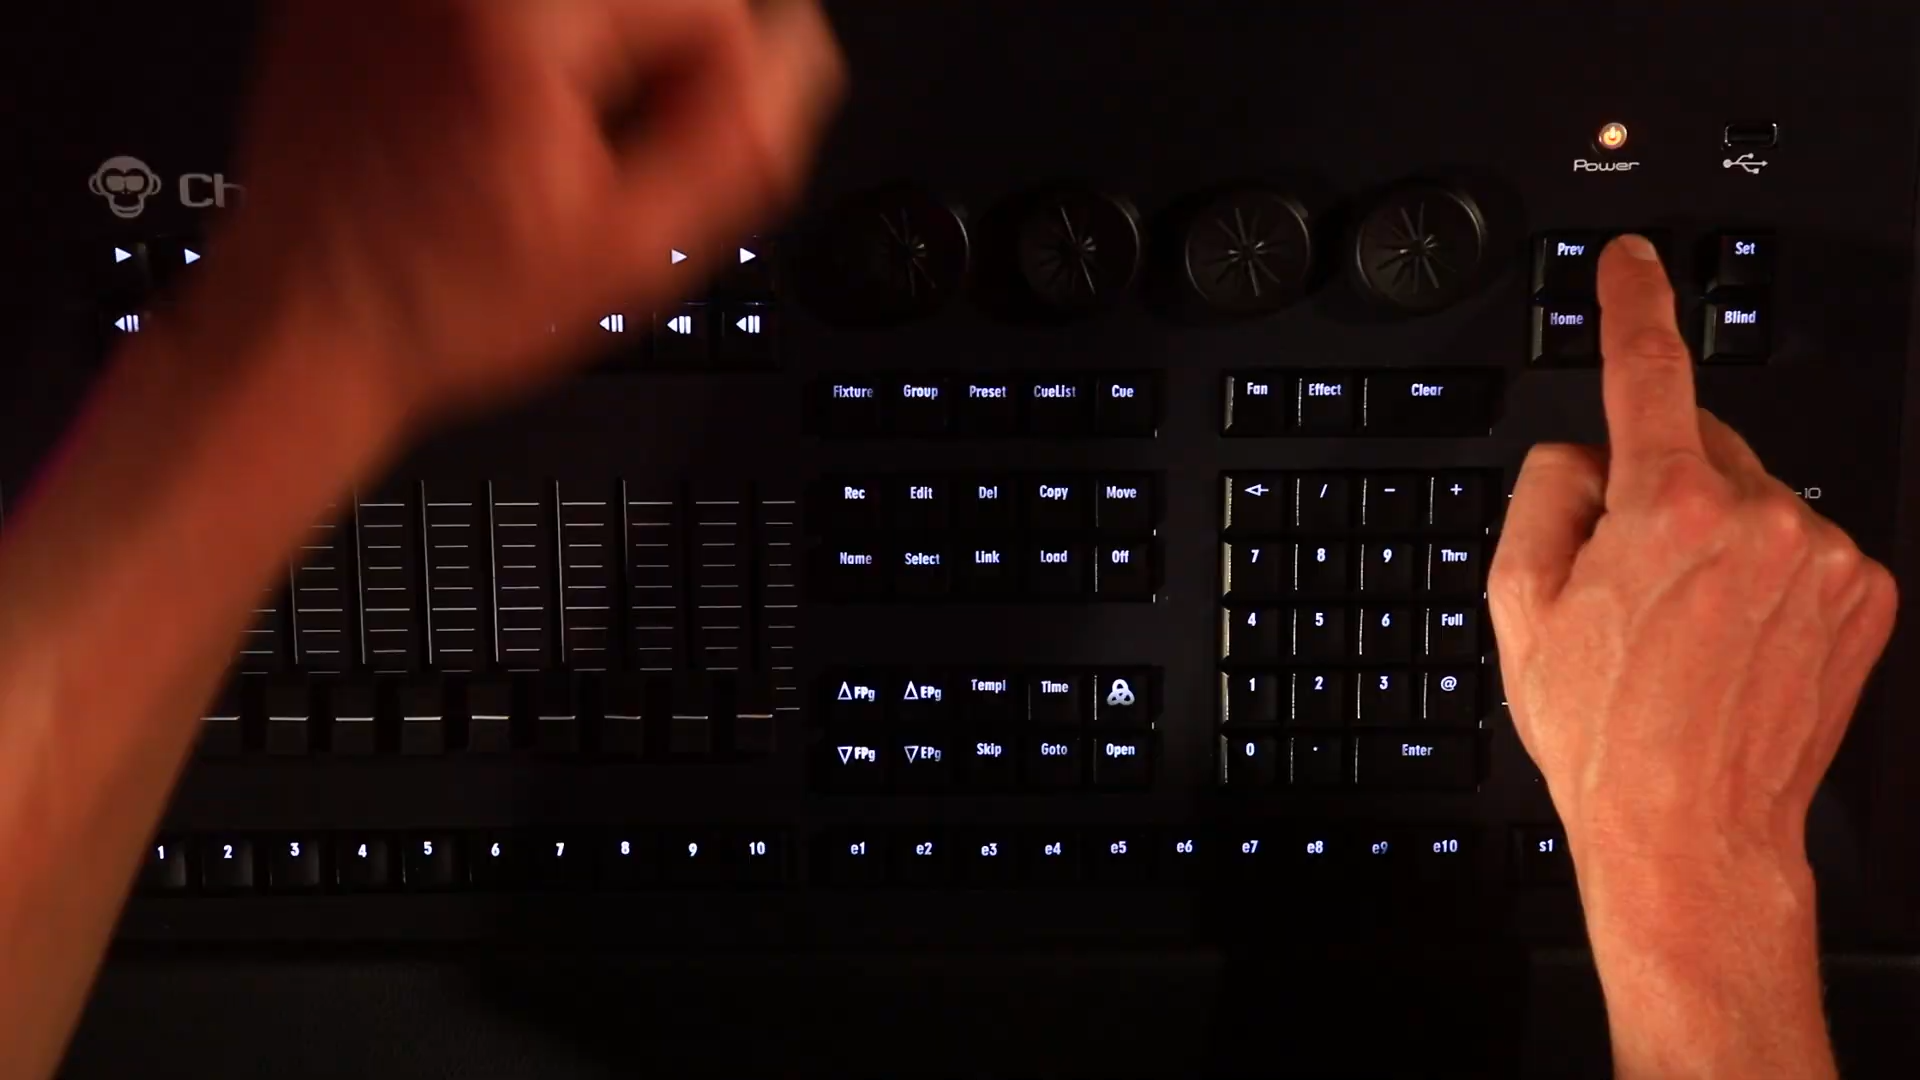 Ch
Power
Prev
Set
Home
Blind
Fixture Group Preset CueList Cue
Fan Effect Clear
Rec Edit Del Copy Move
/ - +
-10
Name Select Link Load Off
7 8 9 Thru
4 5 6 Full
△FPg △EPg Templ Time
1 2 3 @
▽FPg ▽EPg Skip Goto Open
0 . Enter
1 2 3 4 5 6 7 8 9 10 e1 e2 e3 e4 e5 e6 e7 e8 e9 e10 s1